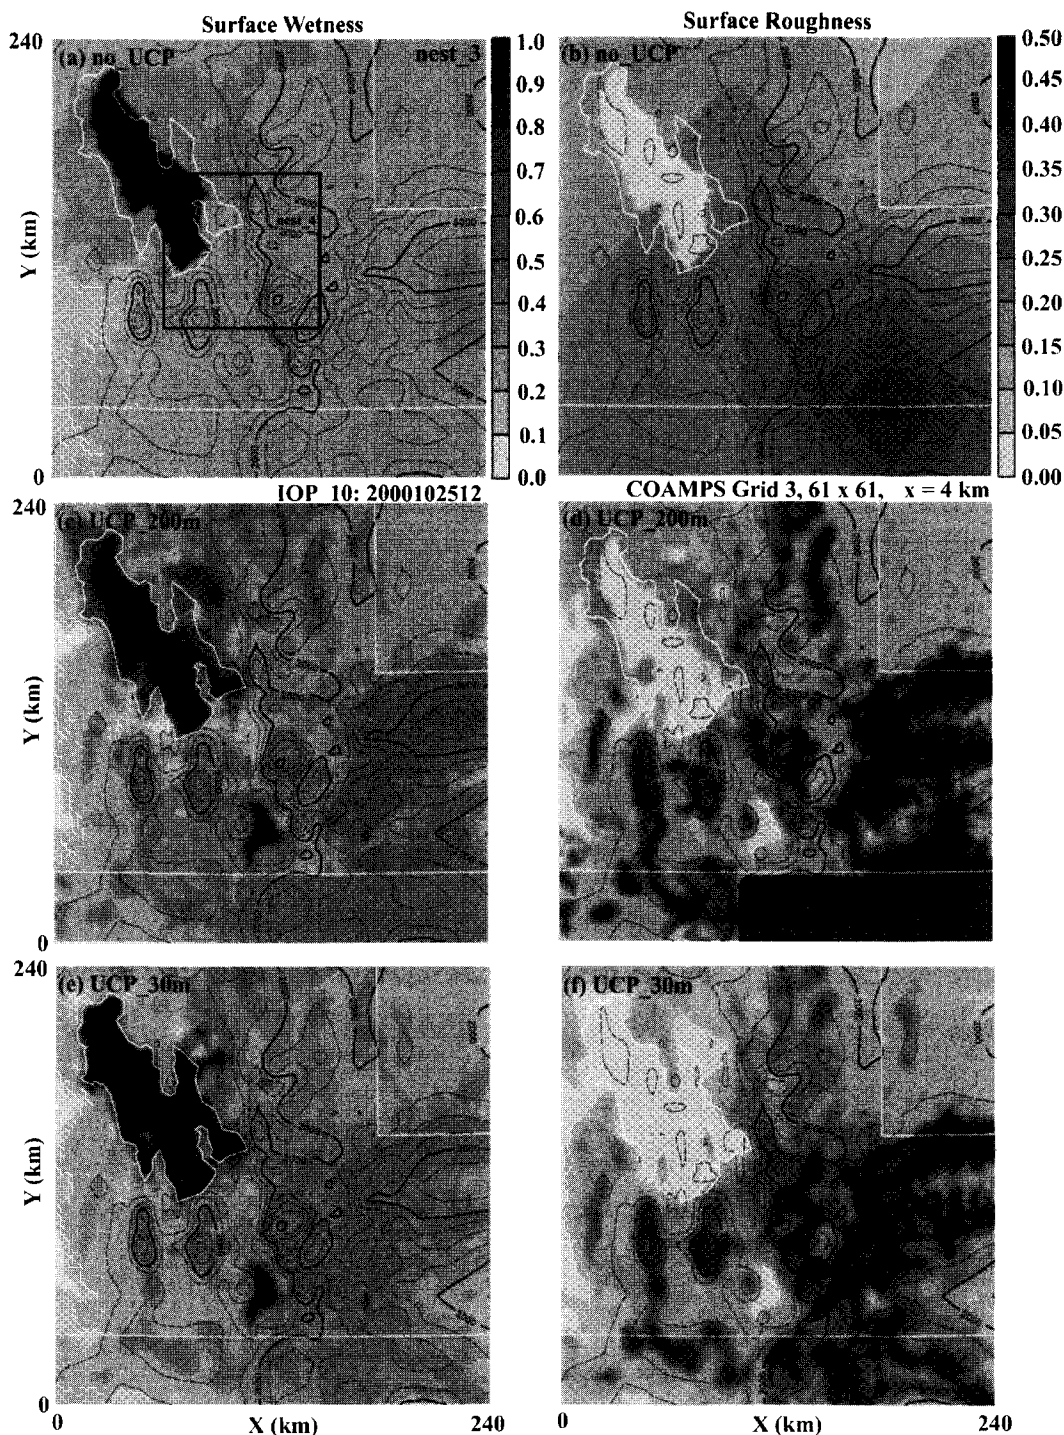 Surface Wetness
Surface Roughness
240
(a) no_UCP
nest_3
1.0
0.9
0.8
0.7
0.6
0.5
0.4
0.3
0.2
0.1
0.0
nest_4
Y (km)
0
(b) no_UCP
0.50
0.45
0.40
0.35
0.30
0.25
0.20
0.15
0.10
0.05
0.00
IOP_10: 2000102512
COAMPS Grid 3, 61 x 61, x = 4 km
240
(c) UCP_200m
Y (km)
0
(d) UCP_200m
240
(e) UCP_30m
Y (km)
0
0
X (km)
240
(f) UCP_30m
0
X (km)
240